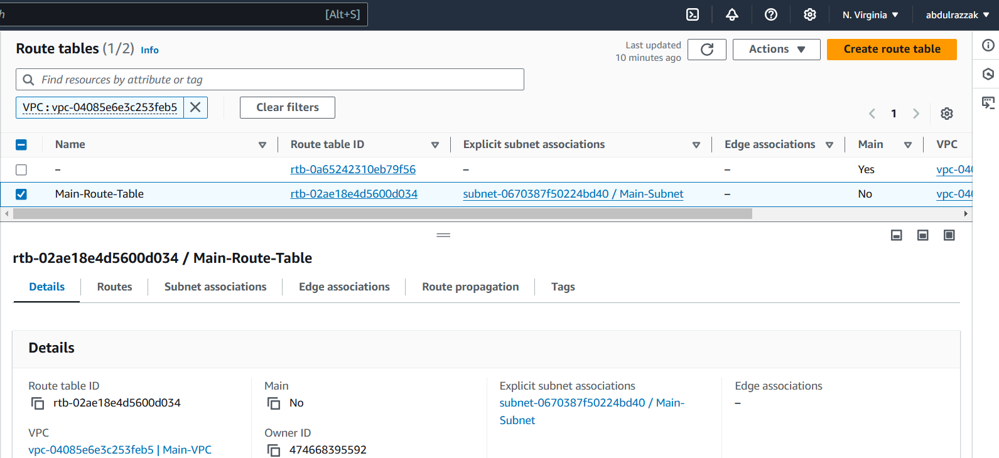 h [Alt+S] N. Virginia ▼ abdulrazzak ▼
Route tables (1/2) Info
Last updated
10 minutes ago
Actions ▼ Create route table
Find resources by attribute or tag
VPC : vpc-04085e6e3c253feb5 Clear filters
1
Name Route table ID Explicit subnet associations Edge associations Main VPC
– rtb-0a65242310eb79f56 – – Yes vpc-040
Main-Route-Table rtb-02ae18e4d5600d034 subnet-0670387f50224bd40 / Main-Subnet – No vpc-040
rtb-02ae18e4d5600d034 / Main-Route-Table
Details Routes Subnet associations Edge associations Route propagation Tags
Details
Route table ID Main Explicit subnet associations Edge associations
rtb-02ae18e4d5600d034 No subnet-0670387f50224bd40 / Main- –
Subnet
VPC Owner ID
vpc-04085e6e3c253feb5 | Main-VPC 474668395592